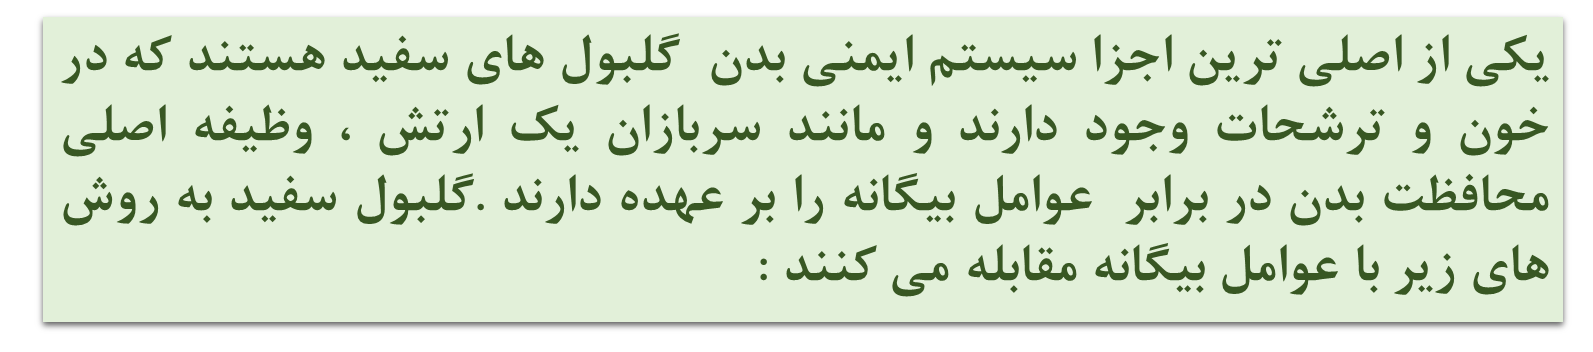 یکی از اصلی ترین اجزا سیستم ایمنی بدن گلبول های سفید هستند که در
خون و ترشحات وجود دارند و مانند سربازان یک ارتش ، وظیفه اصلی
محافظت بدن در برابر عوامل بیگانه را بر عهده دارند .گلبول سفید به روش
های زیر با عوامل بیگانه مقابله می کنند :